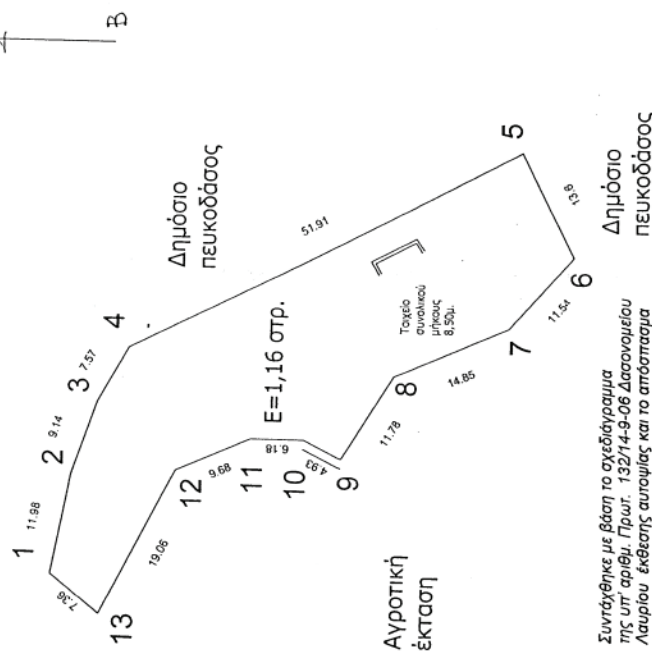 Β
Δημόσιο
πευκοδάσος
1
11.98
2
9.14
3
7.57
4
51.91
5
13.6
6
11.54
7
14.85
8
11.78
9
4.93
10
6.18
11
9.68
12
19.06
13
7.36
Ε=1,16 στρ.
Τοιχείο
συνολικού
μήκους
8,50μ.
Αγροτική
έκταση
Δημόσιο
πευκοδάσος
Συντάχθηκε με βάση το σχεδιάγραμμα
της υπ' αριθμ. Πρωτ. 132/14-9-06 Δασονομείου
Λαυρίου έκθεσης αυτοψίας και το απόσπασμα